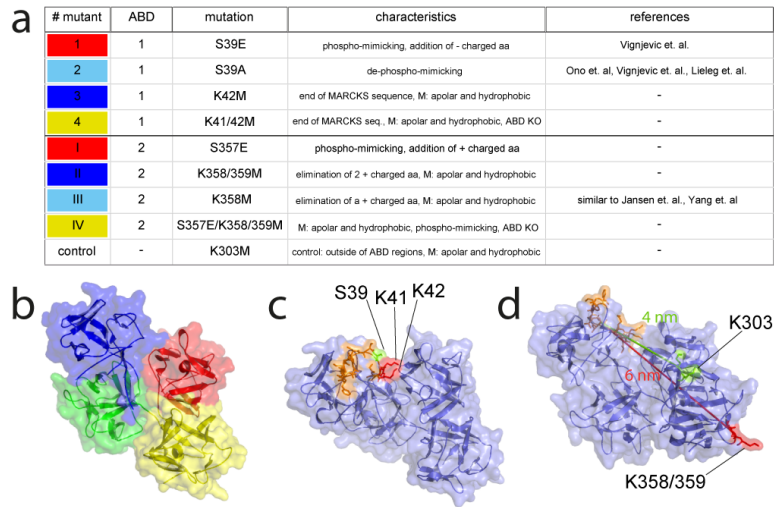 a
# mutant ABD mutation characteristics references
1 1 S39E phospho-mimicking, addition of - charged aa Vignjevic et. al.
2 1 S39A de-phospho-mimicking Ono et. al, Vignjevic et. al., Lieleg et. al.
3 1 K42M end of MARCKS sequence, M: apolar and hydrophobic -
4 1 K41/42M end of MARCKS seq., M: apolar and hydrophobic, ABD KO -
I 2 S357E phospho-mimicking, addition of + charged aa -
II 2 K358/359M elimination of 2 + charged aa, M: apolar and hydrophobic -
III 2 K358M elimination of a + charged aa, M: apolar and hydrophobic similar to Jansen et. al., Yang et. al
IV 2 S357E/K358/359M M: apolar and hydrophobic, phospho-mimicking, ABD KO -
control - K303M control: outside of ABD regions, M: apolar and hydrophobic -
b
c
S39 K41 K42
d
4 nm
K303
6 nm
K358/359